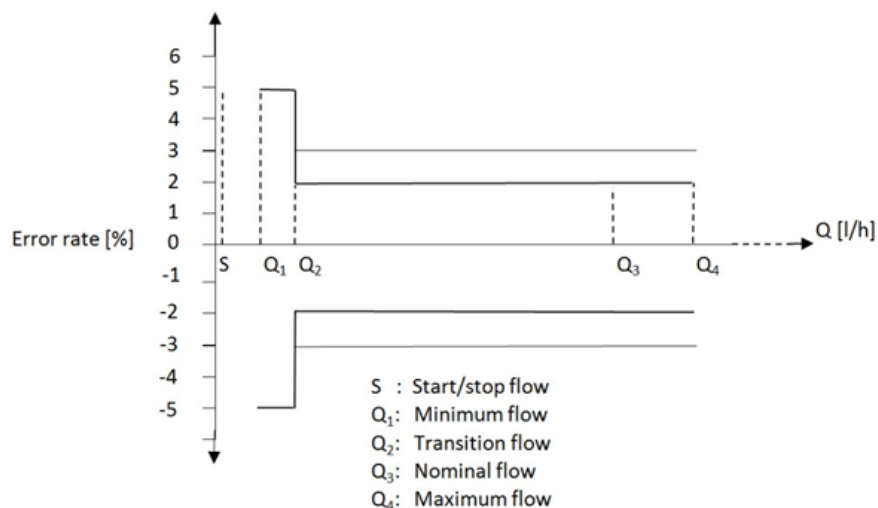 6
5
4
3
2
1
Error rate [%] 0 Q [l/h]
S Q₁ Q₂ Q₃ Q₄
-1
-2
-3
-4
-5
S : Start/stop flow
Q₁: Minimum flow
Q₂: Transition flow
Q₃: Nominal flow
Q₄: Maximum flow